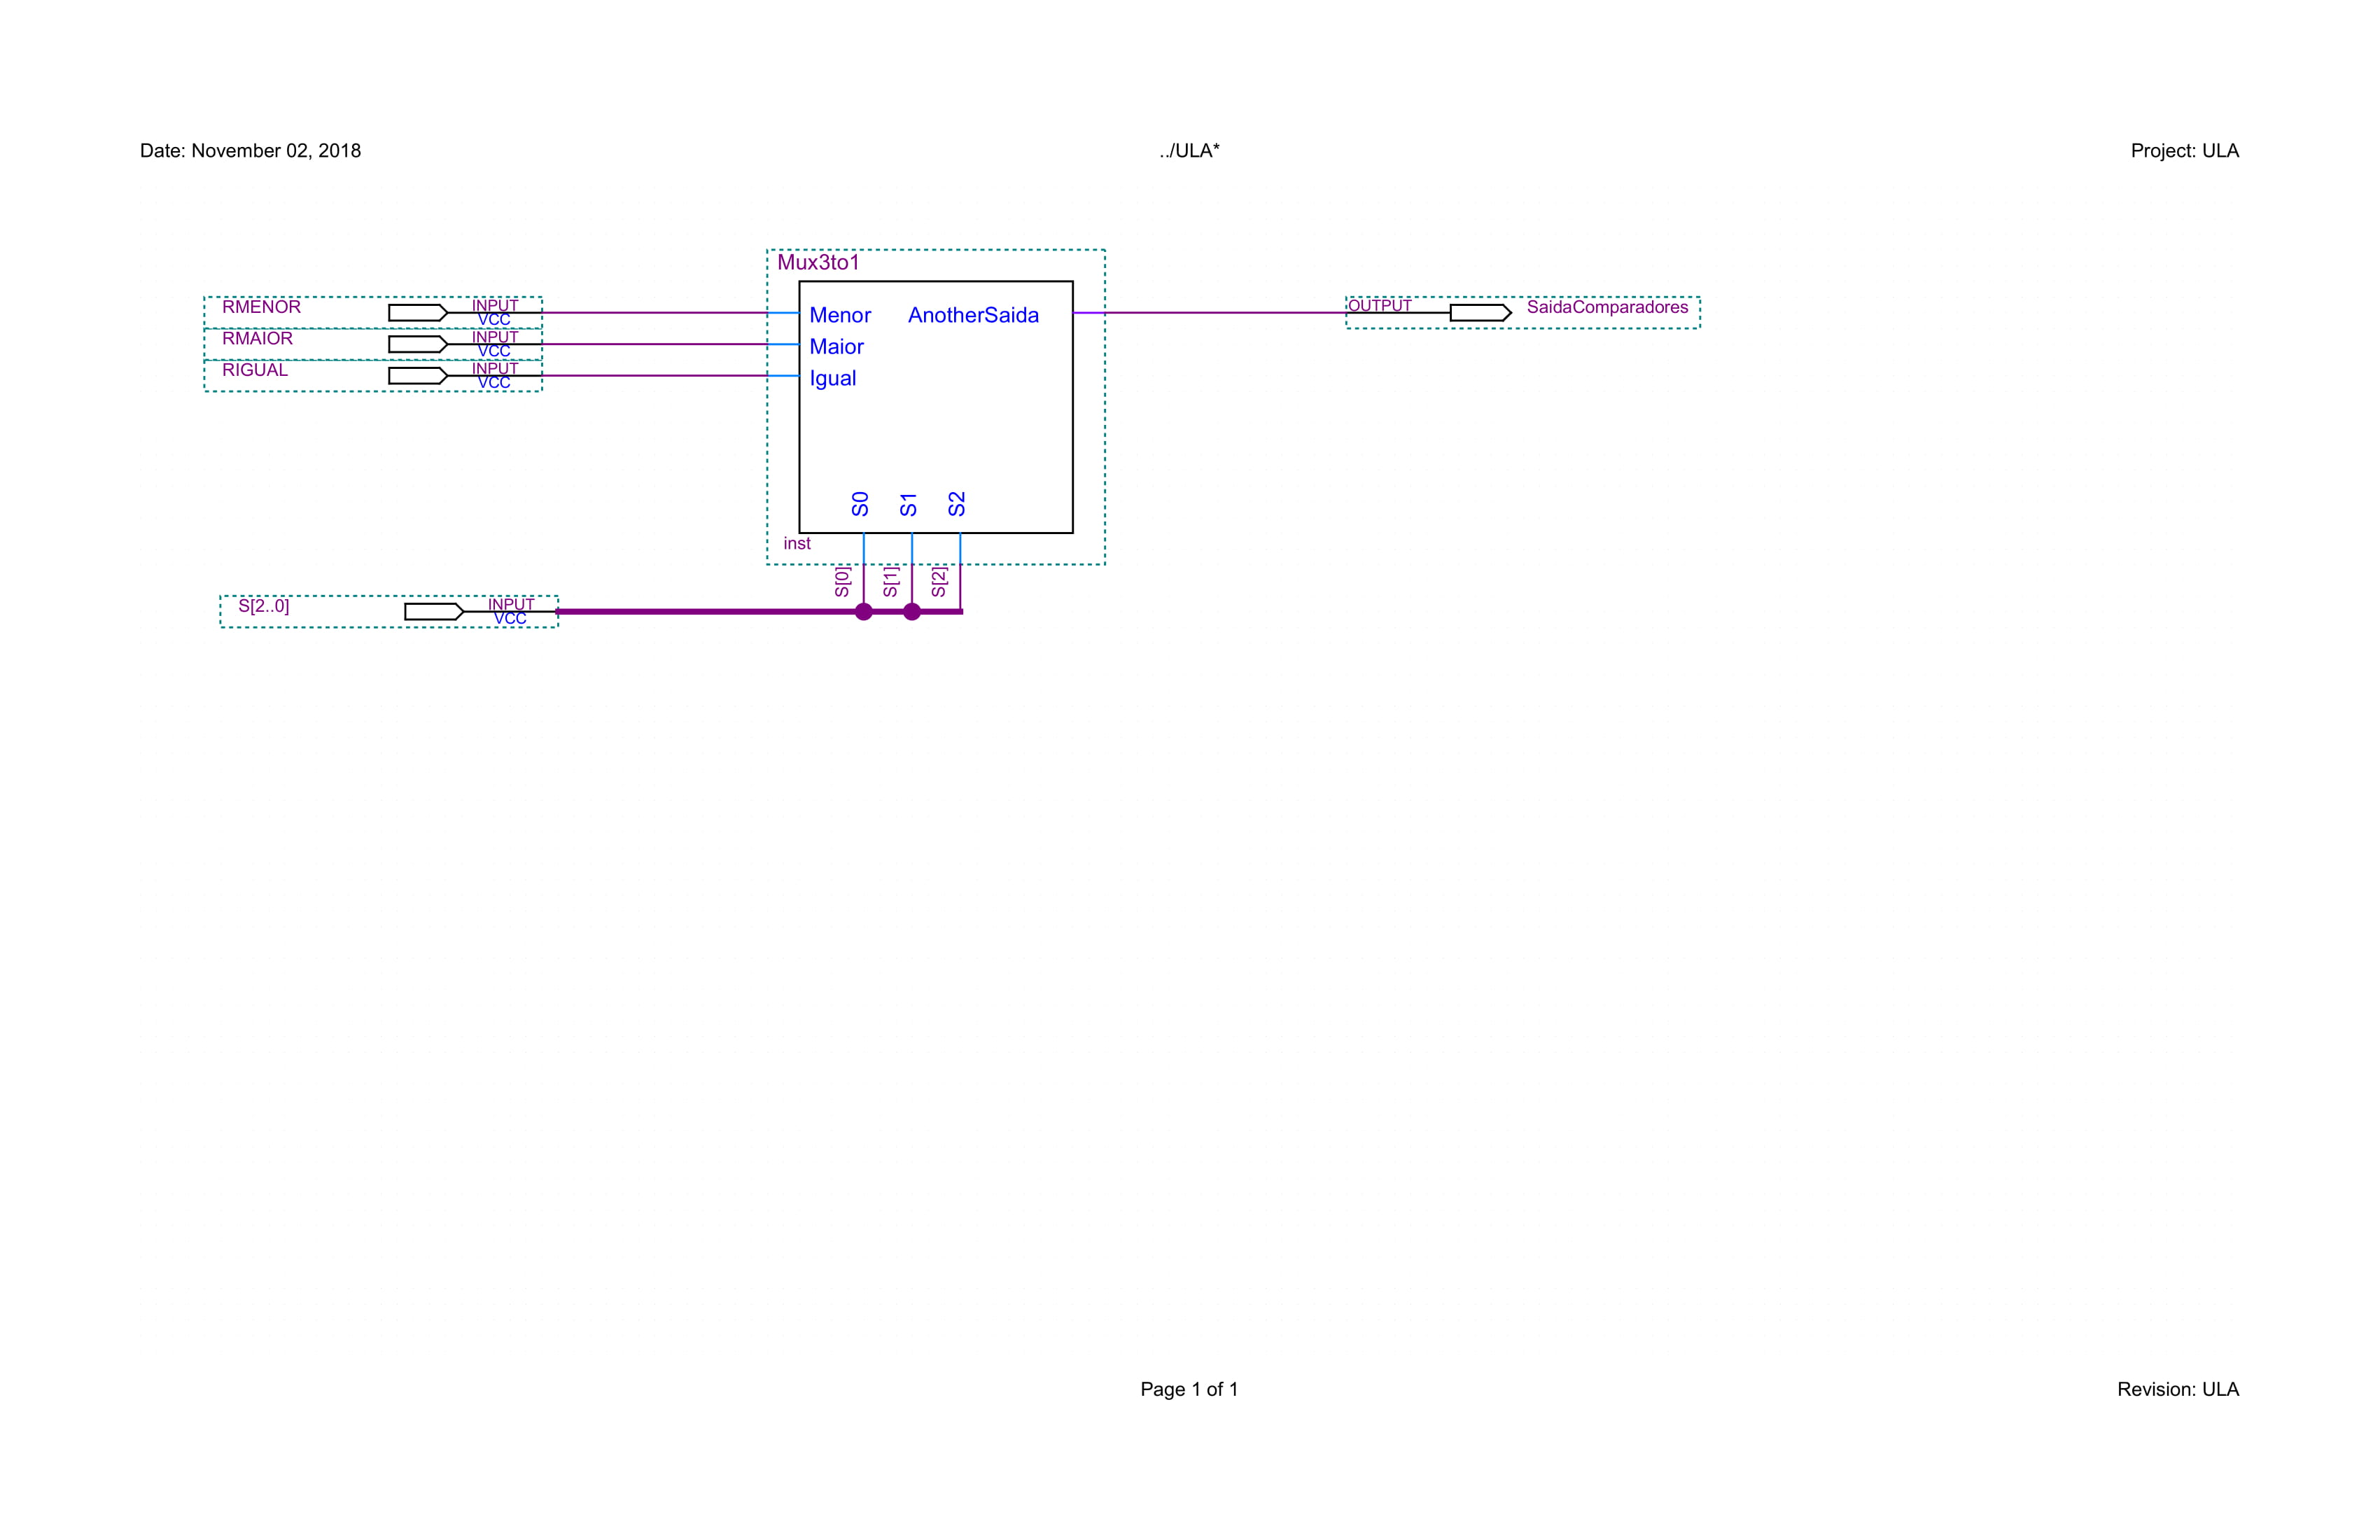 Date: November 02, 2018 ../ULA* Project: ULA
Mux3to1
RMENOR INPUT VCC Menor AnotherSaida OUTPUT SaidaComparadores
RMAIOR INPUT VCC Maior
RIGUAL INPUT VCC Igual
S0 S1 S2
inst
S[0] S[1] S[2]
S[2..0] INPUT VCC
Page 1 of 1 Revision: ULA